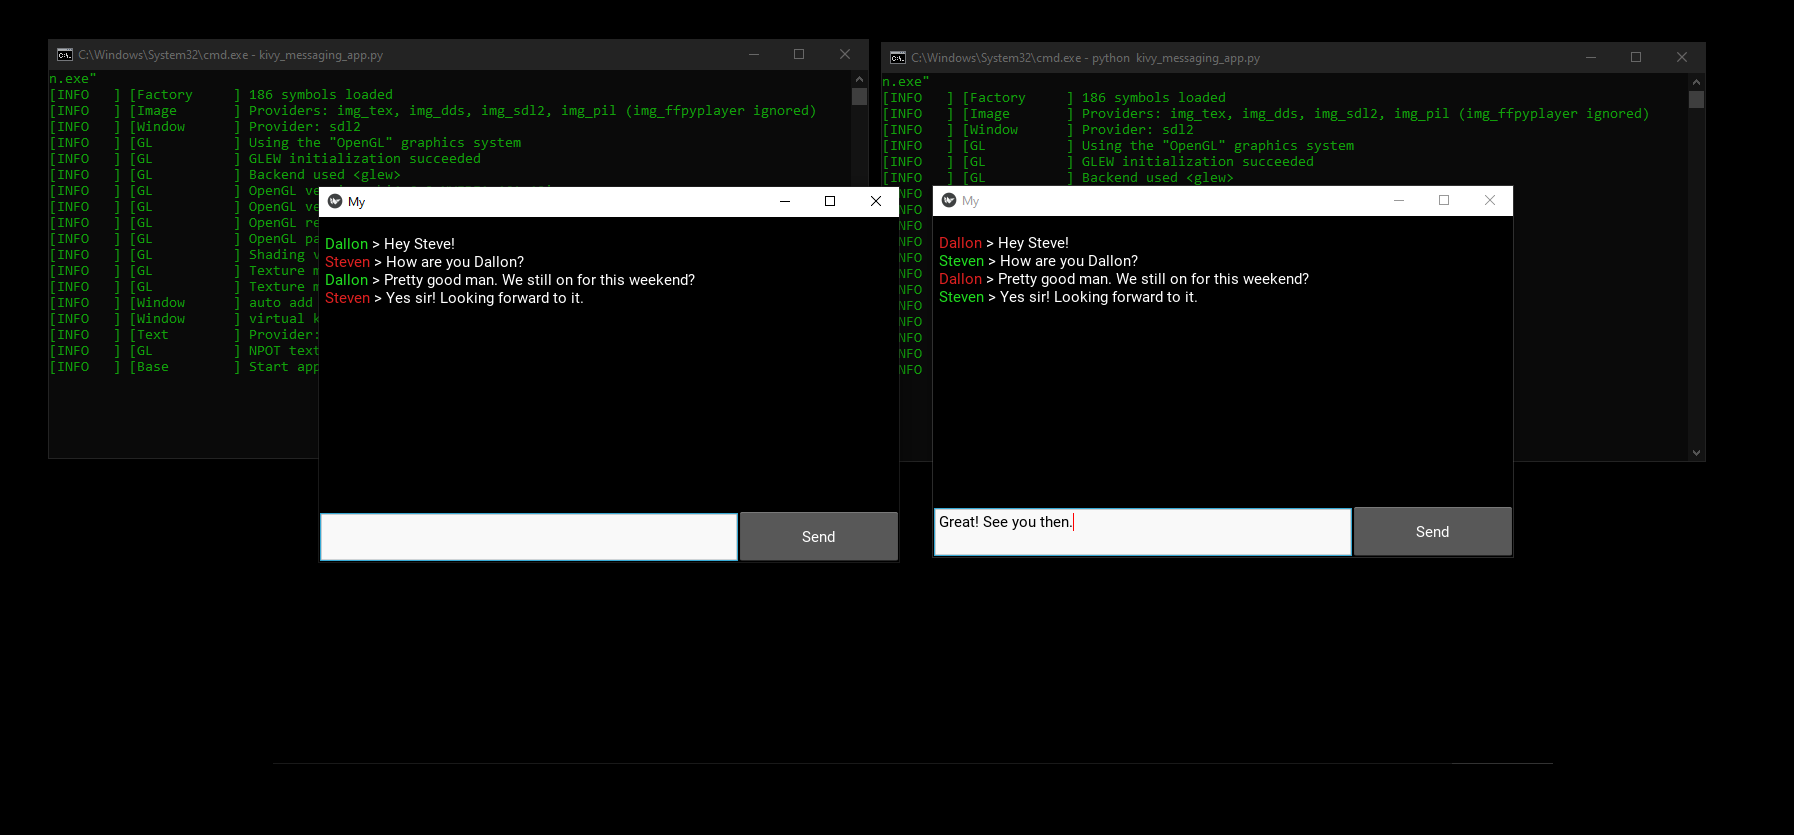 C:\Windows\System32\cmd.exe - kivy_messaging_app.py
n.exe"
[INFO   ] [Factory     ] 186 symbols loaded
[INFO   ] [Image       ] Providers: img_tex, img_dds, img_sdl2, img_pil (img_ffpyplayer ignored)
[INFO   ] [Window      ] Provider: sdl2
[INFO   ] [GL          ] Using the "OpenGL" graphics system
[INFO   ] [GL          ] GLEW initialization succeeded
[INFO   ] [GL          ] Backend used <glew>
[INFO   ] [GL          ] OpenGL
[INFO   ] [GL          ] OpenGL
[INFO   ] [GL          ] OpenGL
[INFO   ] [GL          ] OpenGL
[INFO   ] [GL          ] Shading
[INFO   ] [GL          ] Texture
[INFO   ] [GL          ] Texture
[INFO   ] [Window      ] auto add
[INFO   ] [Window      ] virtual
[INFO   ] [Text        ] Provider:
[INFO   ] [GL          ] NPOT
[INFO   ] [Base        ] Start
My
Dallon > Hey Steve!
Steven > How are you Dallon?
Dallon > Pretty good man. We still on for this weekend?
Steven > Yes sir! Looking forward to it.
Send
C:\Windows\System32\cmd.exe - python  kivy_messaging_app.py
n.exe"
[INFO   ] [Factory     ] 186 symbols loaded
[INFO   ] [Image       ] Providers: img_tex, img_dds, img_sdl2, img_pil (img_ffpyplayer ignored)
[INFO   ] [Window      ] Provider: sdl2
[INFO   ] [GL          ] Using the "OpenGL" graphics system
[INFO   ] [GL          ] GLEW initialization succeeded
[INFO   ] [GL          ] Backend used <glew>
My
Dallon > Hey Steve!
Steven > How are you Dallon?
Dallon > Pretty good man. We still on for this weekend?
Steven > Yes sir! Looking forward to it.
Great! See you then.
Send